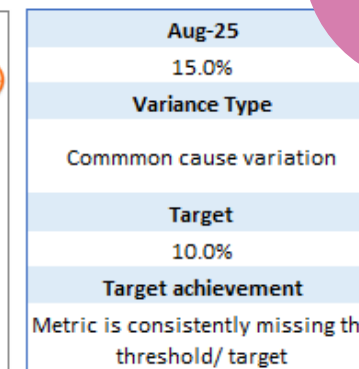 Aug-25
15.0%
Variance Type
Commmon cause variation
Target
10.0%
Target achievement
Metric is consistently missing th
threshold/ target